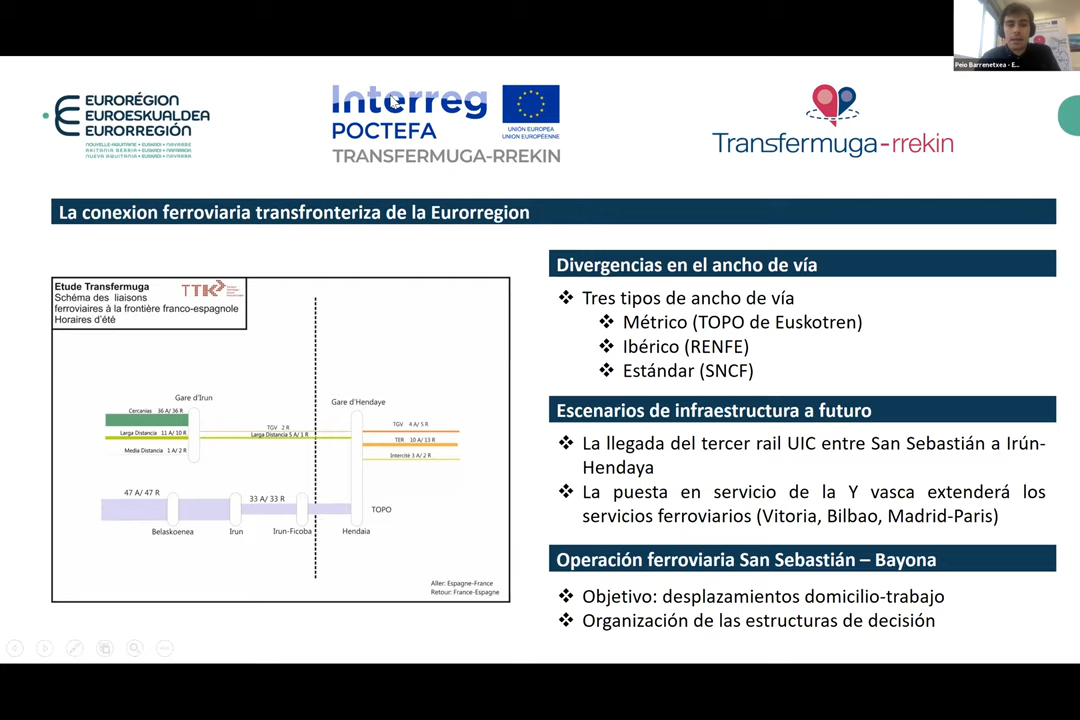 Peio Barrenetxea - E...
EURORÉGION
EUROESKUALDEA
EURORREGIÓN
NOUVELLE-AQUITAINE • EUSKADI • NAVARRE
AKITANIA BERRIA • EUSKADI • NAFARROA
NUEVA AQUITANIA • EUSKADI • NAVARRA
Interreg
POCTEFA
UNIÓN EUROPEA
UNION EUROPÉENNE
TRANSFERMUGA-RREKIN
Transfermuga-rrekin
La conexion ferroviaria transfronteriza de la Eurorregion
Etude Transfermuga
Schéma des liaisons
ferroviaires à la frontière franco-espagnole
Horaires d'été
TTK
Gare d'Irun
Gare d'Hendaye
Cercanias 36 A/ 36 R
Larga Distancia 11 A/ 10 R
Media Distancia 1 A/ 2 R
TGV 2 R
Larga Distancia 5 A/ 1 R
TGV 4 A/ 5 R
TER 10 A/ 13 R
Intercité 3 A/ 2 R
47 A/ 47 R
33 A/ 33 R
TOPO
Belaskoenea
Irun
Irun-Ficoba
Hendaia
Aller: Espagne-France
Retour: France-Espagne
Divergencias en el ancho de vía
❖ Tres tipos de ancho de vía
❖ Métrico (TOPO de Euskotren)
❖ Ibérico (RENFE)
❖ Estándar (SNCF)
Escenarios de infraestructura a futuro
❖ La llegada del tercer rail UIC entre San Sebastián a Irún-
Hendaya
❖ La puesta en servicio de la Y vasca extenderá los
servicios ferroviarios (Vitoria, Bilbao, Madrid-Paris)
Operación ferroviaria San Sebastián – Bayona
❖ Objetivo: desplazamientos domicilio-trabajo
❖ Organización de las estructuras de decisión